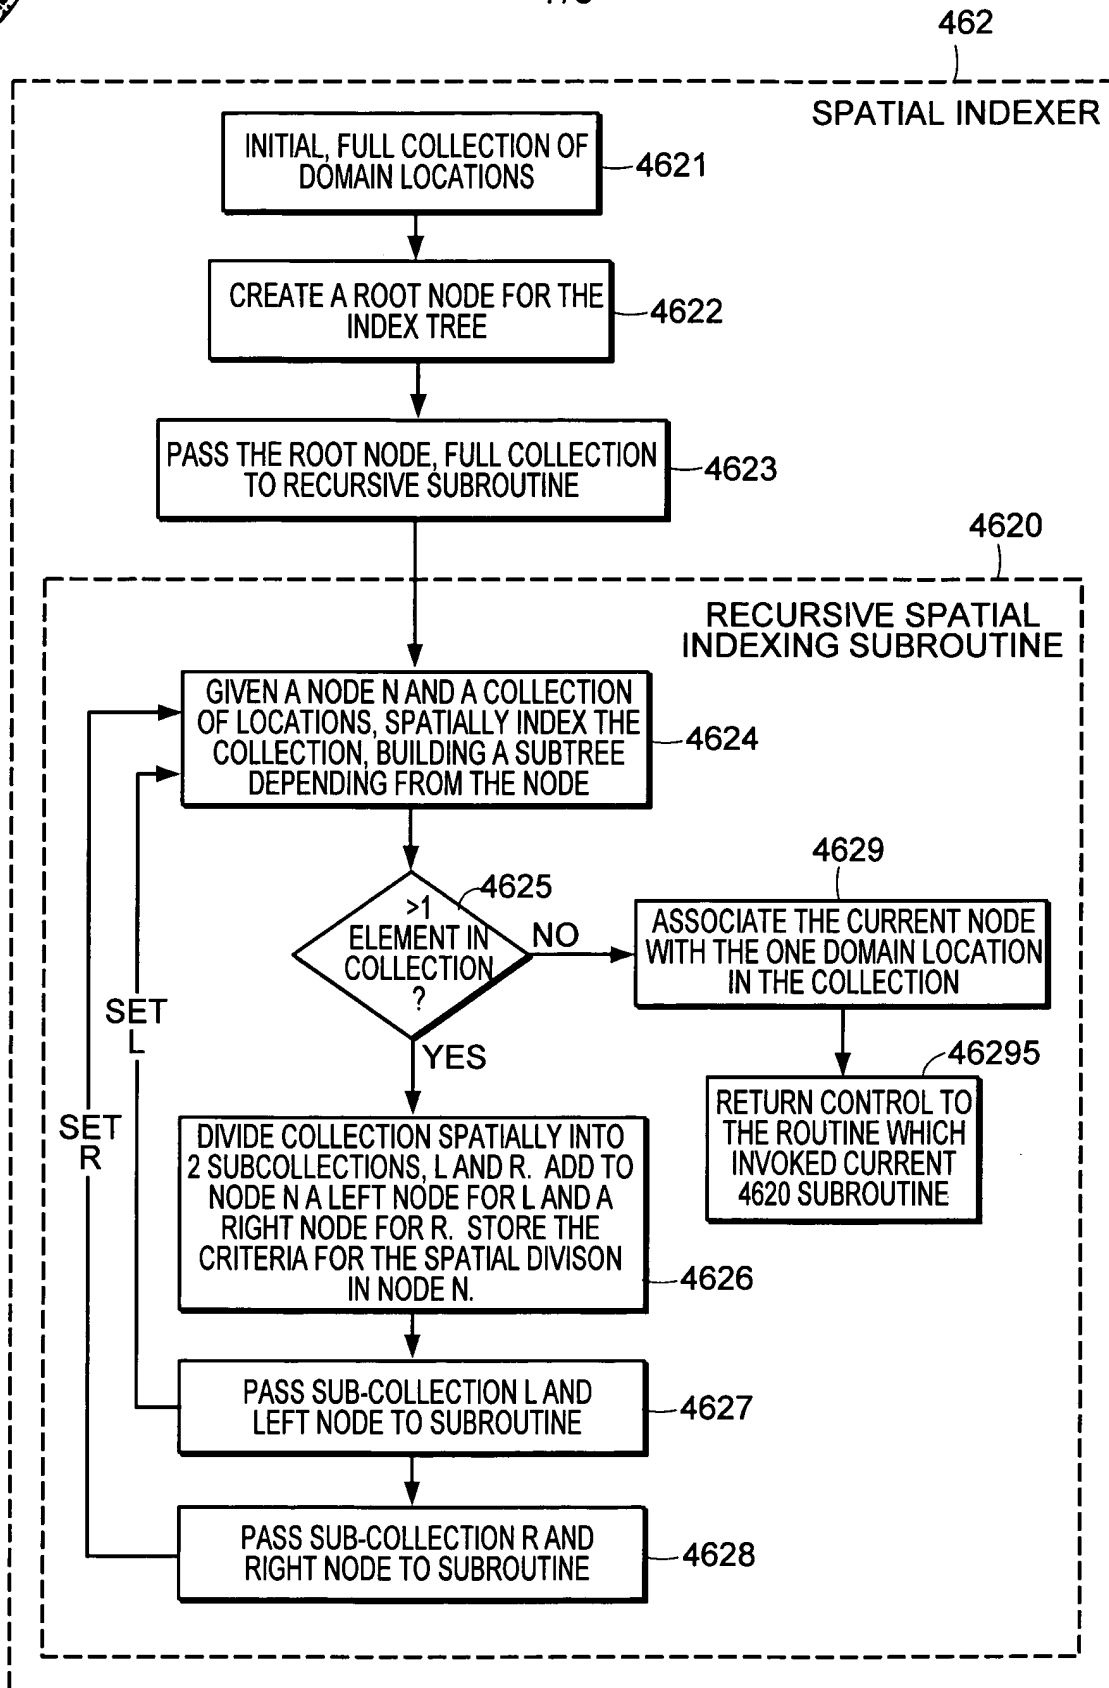 462
SPATIAL INDEXER
INITIAL, FULL COLLECTION OF
DOMAIN LOCATIONS
4621
CREATE A ROOT NODE FOR THE
INDEX TREE
4622
PASS THE ROOT NODE, FULL COLLECTION
TO RECURSIVE SUBROUTINE
4623
4620
RECURSIVE SPATIAL
INDEXING SUBROUTINE
GIVEN A NODE N AND A COLLECTION
OF LOCATIONS, SPATIALLY INDEX THE
COLLECTION, BUILDING A SUBTREE
DEPENDING FROM THE NODE
4624
4625
>1
ELEMENT IN
COLLECTION
?
NO
YES
4629
ASSOCIATE THE CURRENT NODE
WITH THE ONE DOMAIN LOCATION
IN THE COLLECTION
46295
RETURN CONTROL TO
THE ROUTINE WHICH
INVOKED CURRENT
4620 SUBROUTINE
SET
L
SET
R
DIVIDE COLLECTION SPATIALLY INTO
2 SUBCOLLECTIONS, L AND R. ADD TO
NODE N A LEFT NODE FOR L AND A
RIGHT NODE FOR R. STORE THE
CRITERIA FOR THE SPATIAL DIVISON
IN NODE N.
4626
PASS SUB-COLLECTION L AND
LEFT NODE TO SUBROUTINE
4627
PASS SUB-COLLECTION R AND
RIGHT NODE TO SUBROUTINE
4628